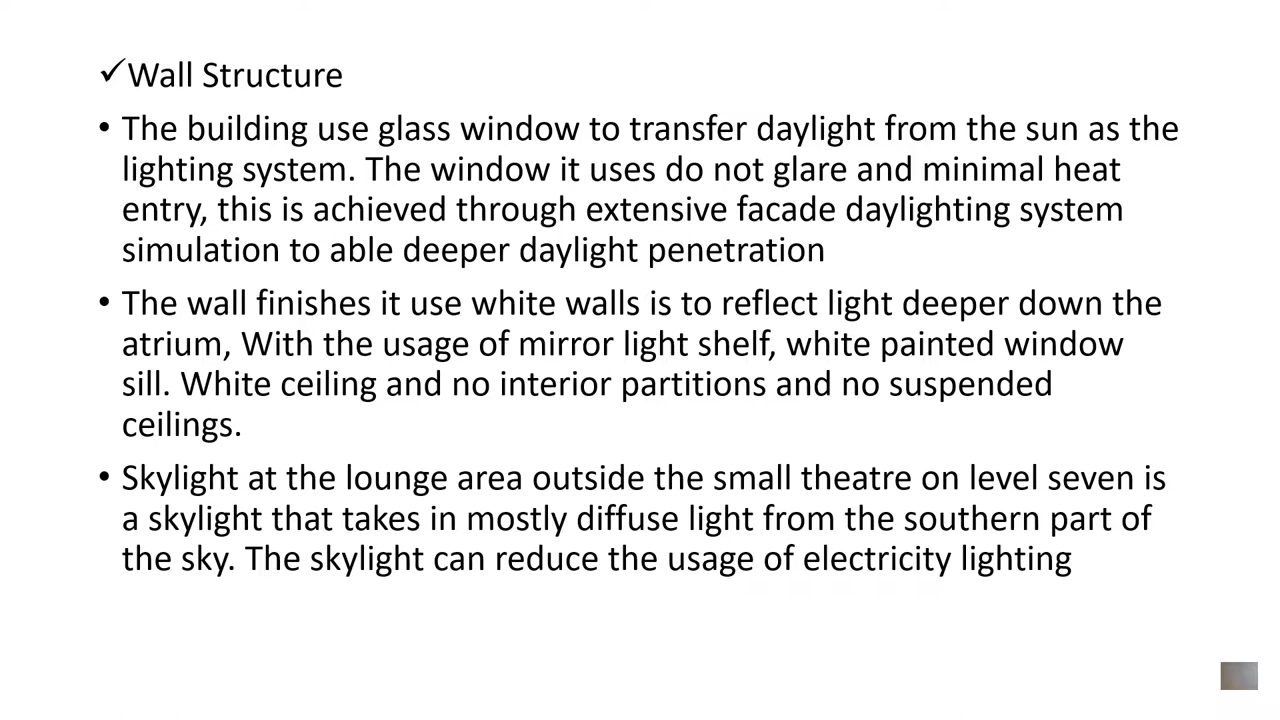 ✓Wall Structure
• The building use glass window to transfer daylight from the sun as the
lighting system. The window it uses do not glare and minimal heat
entry, this is achieved through extensive facade daylighting system
simulation to able deeper daylight penetration
• The wall finishes it use white walls is to reflect light deeper down the
atrium, With the usage of mirror light shelf, white painted window
sill. White ceiling and no interior partitions and no suspended
ceilings.
• Skylight at the lounge area outside the small theatre on level seven is
a skylight that takes in mostly diffuse light from the southern part of
the sky. The skylight can reduce the usage of electricity lighting